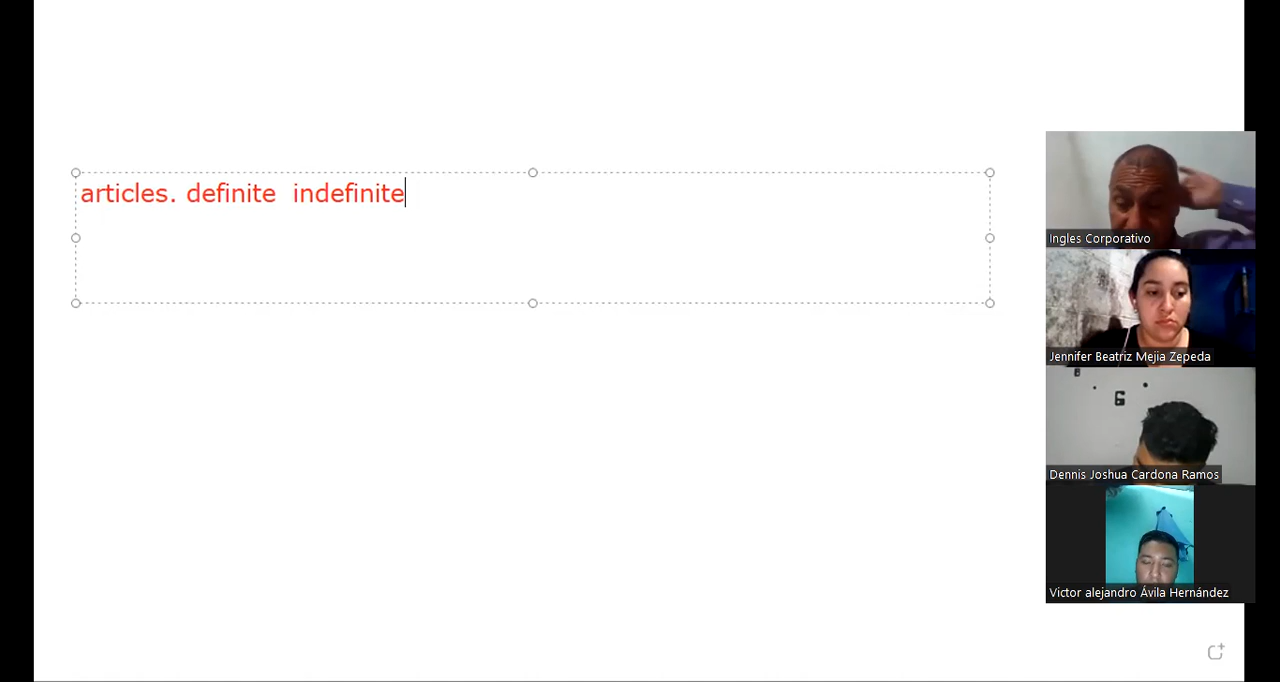 articles. definite  indefinite
Ingles Corporativo
Jennifer Beatriz Mejia Zepeda
Dennis Joshua Cardona Ramos
Victor alejandro Ávila Hernández